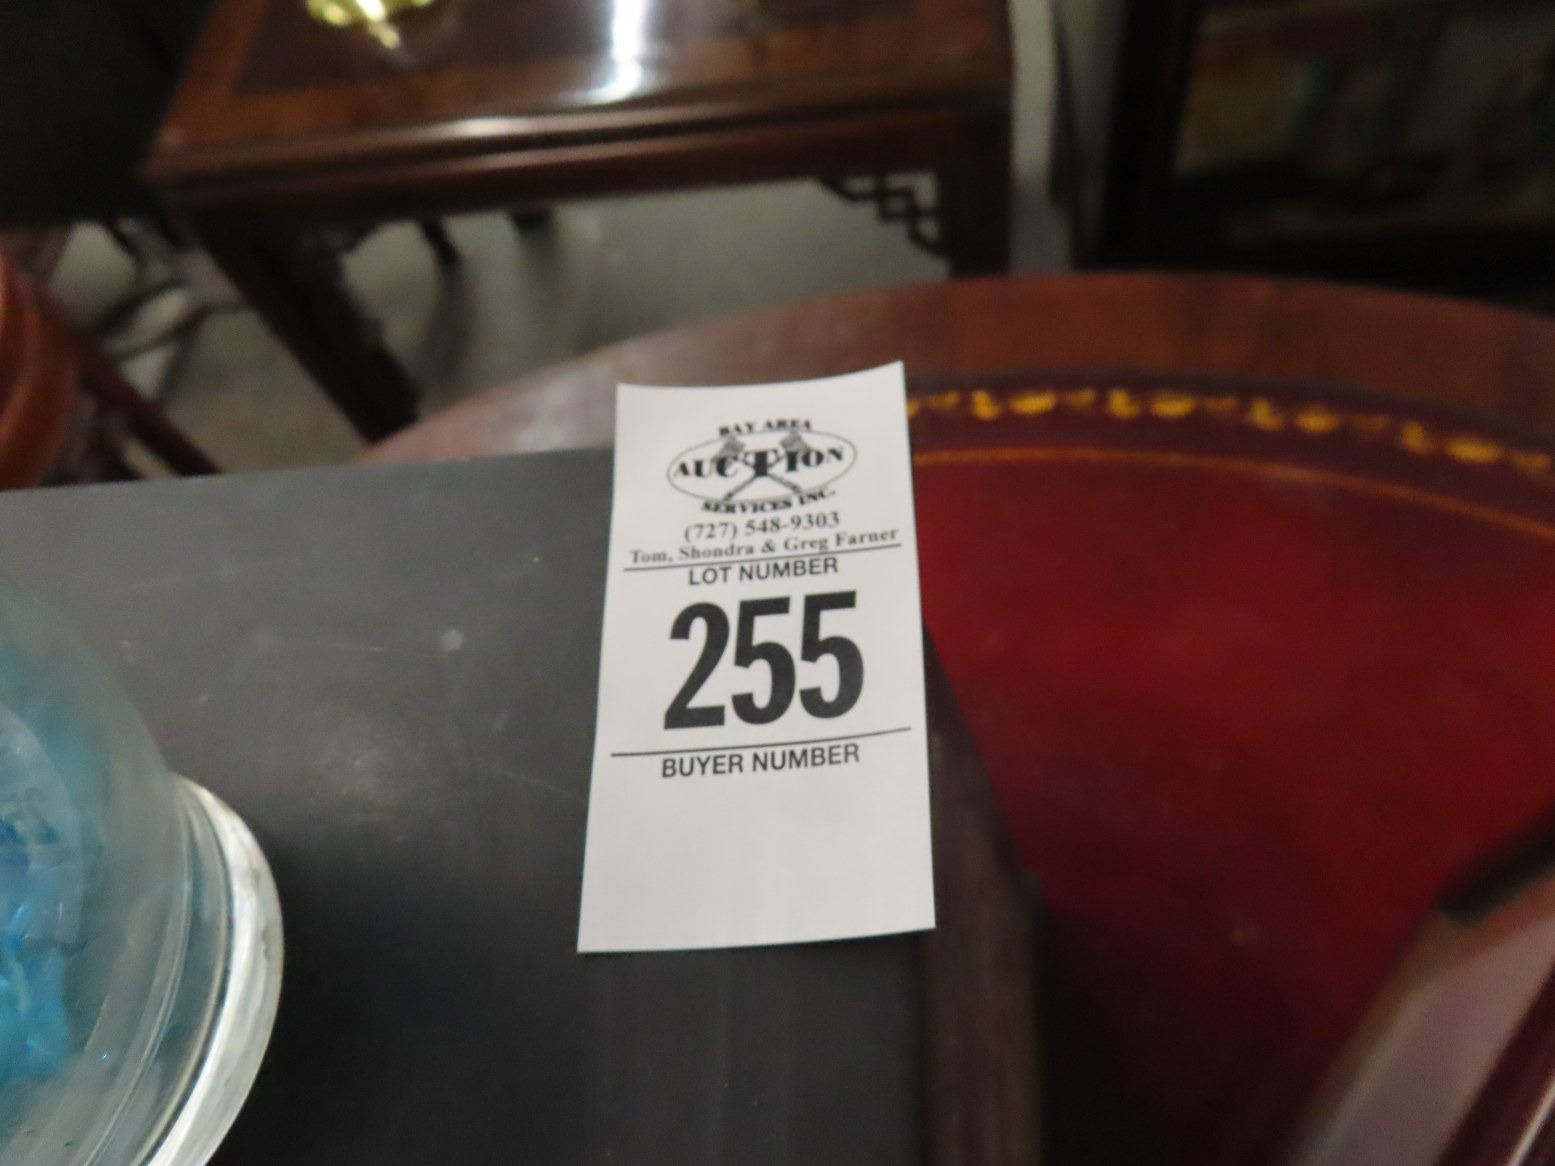 BAY AREA
AUCTION
SERVICES INC.
(727) 548-9303
Tom, Shondra & Greg Farner
LOT NUMBER
255
BUYER NUMBER